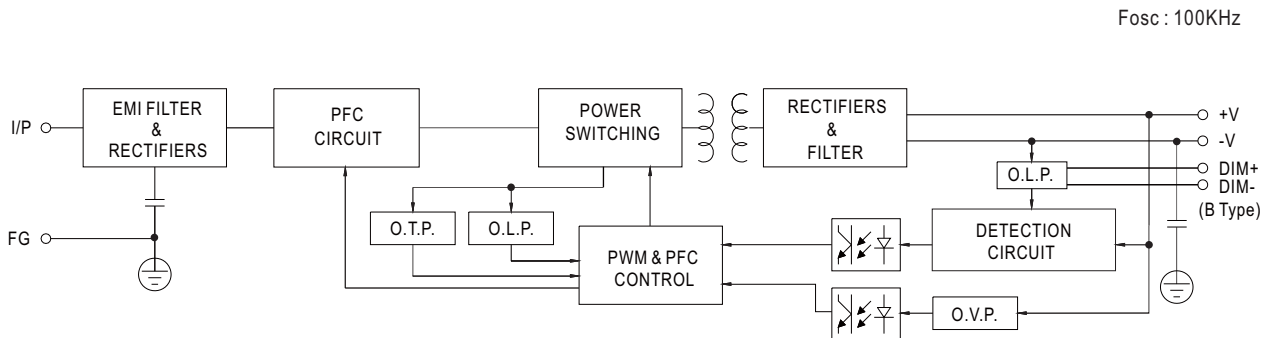 Fosc : 100KHz
I/P
EMI FILTER
&
RECTIFIERS
PFC
CIRCUIT
POWER
SWITCHING
RECTIFIERS
&
FILTER
+V
-V
O.L.P.
DIM+
DIM-
(B Type)
FG
O.T.P.
O.L.P.
PWM & PFC
CONTROL
DETECTION
CIRCUIT
O.V.P.